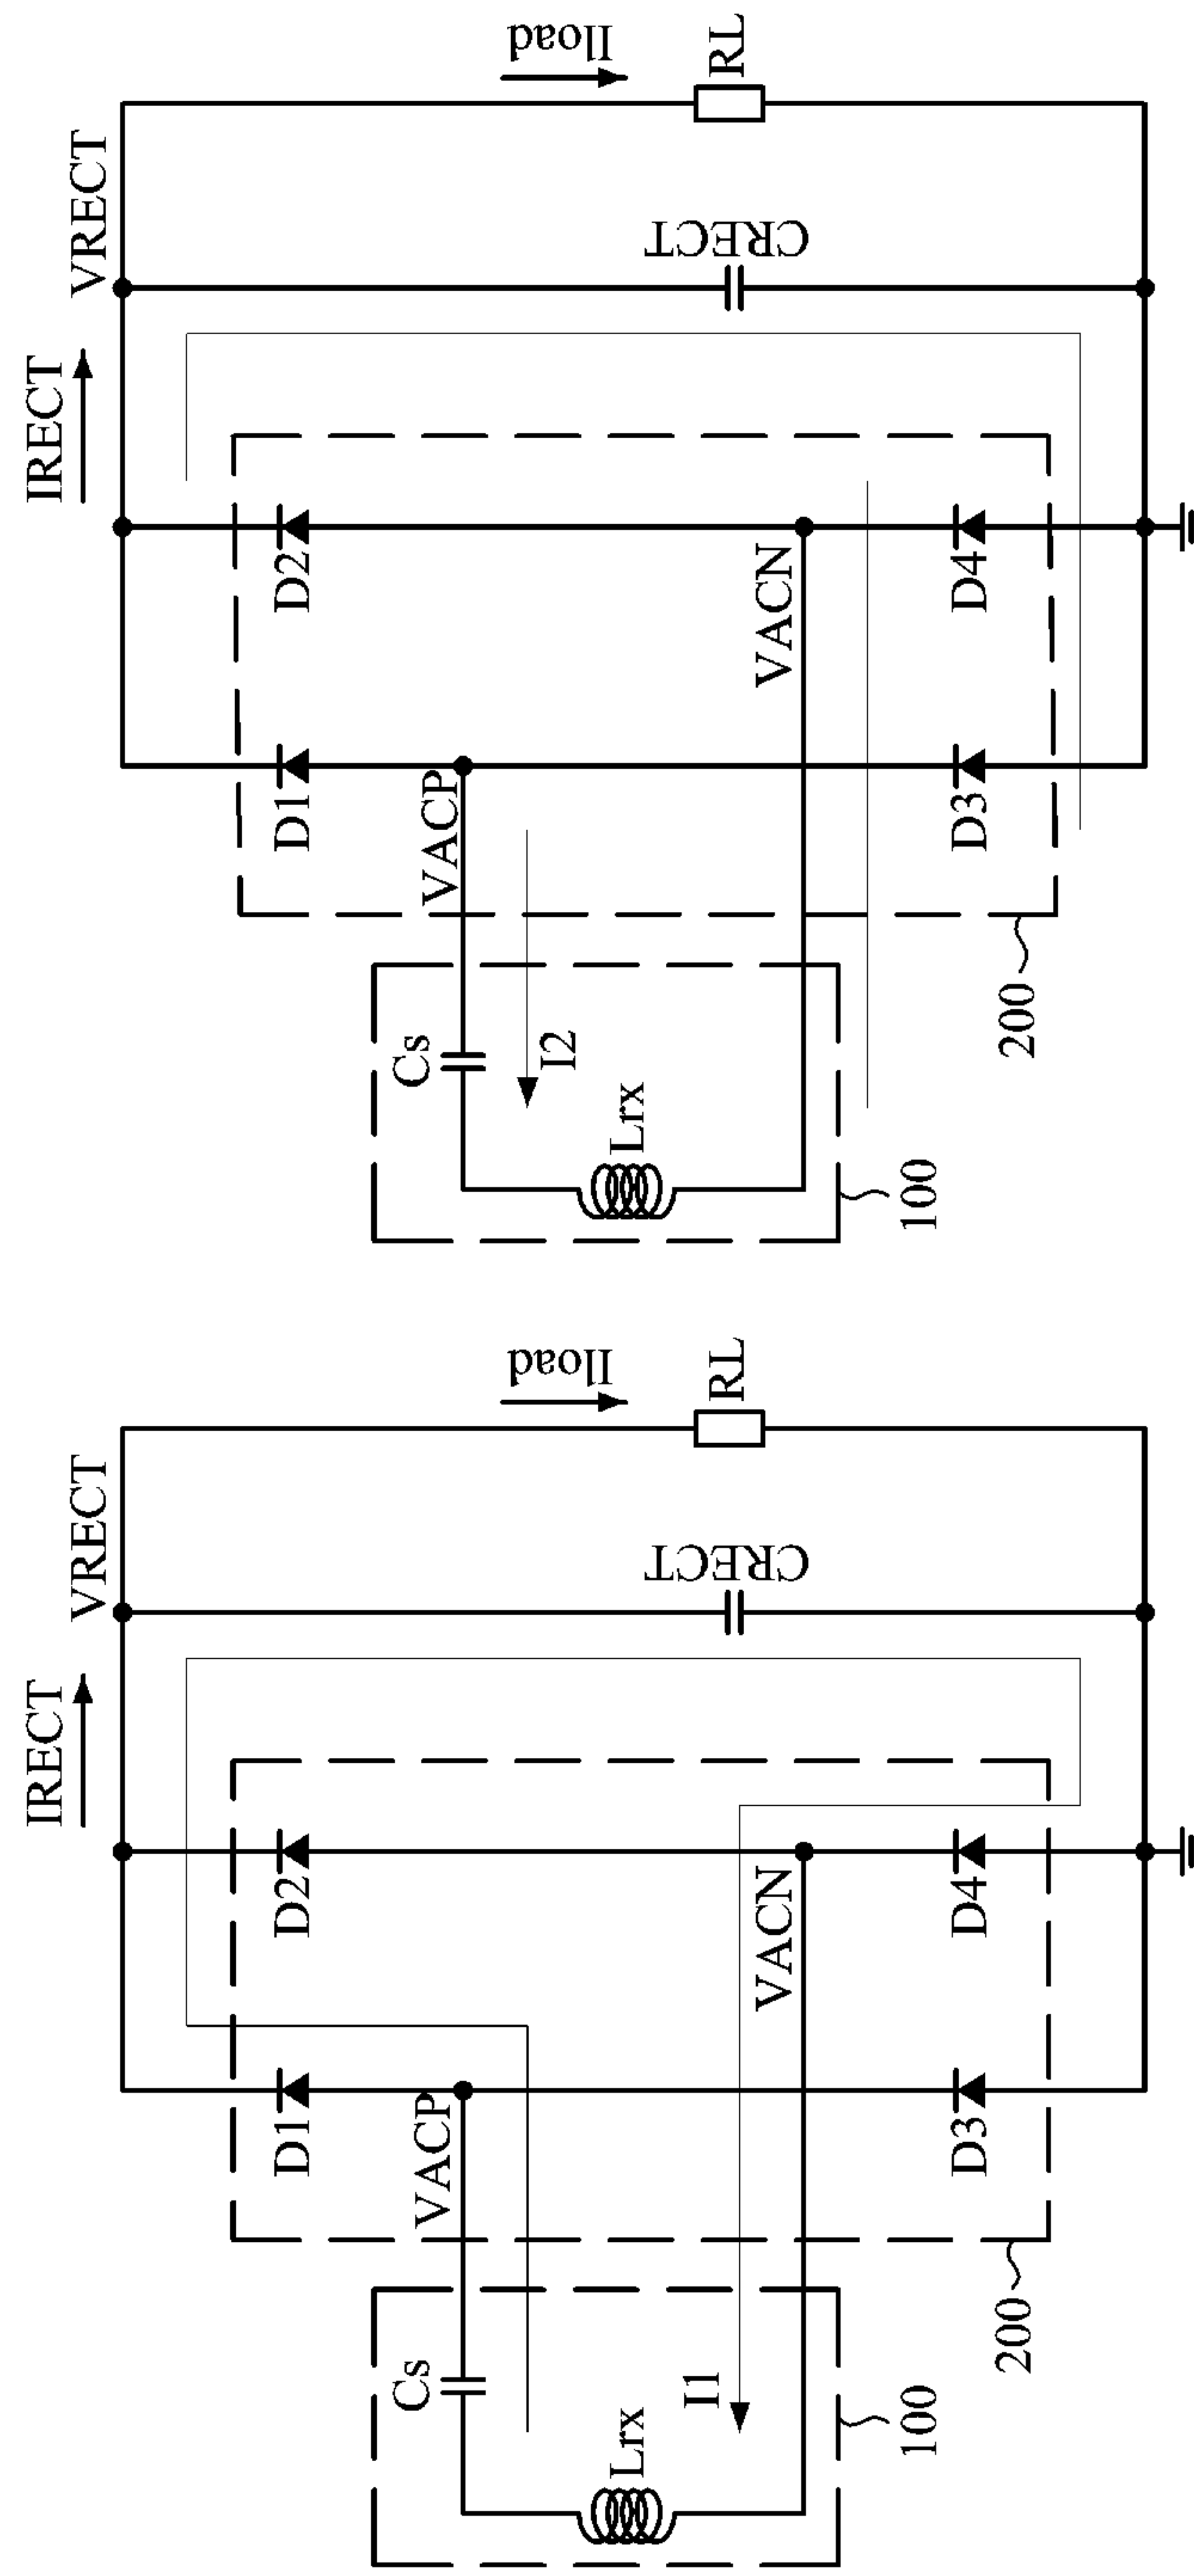 IRECT
VRECT
Iload
RL
CRECT
D2
D1
VACP
VACN
D4
D3
200
Cs
I2
Lrx
100
IRECT
VRECT
Iload
RL
CRECT
D2
D1
VACP
VACN
D4
D3
200
Cs
I1
Lrx
100